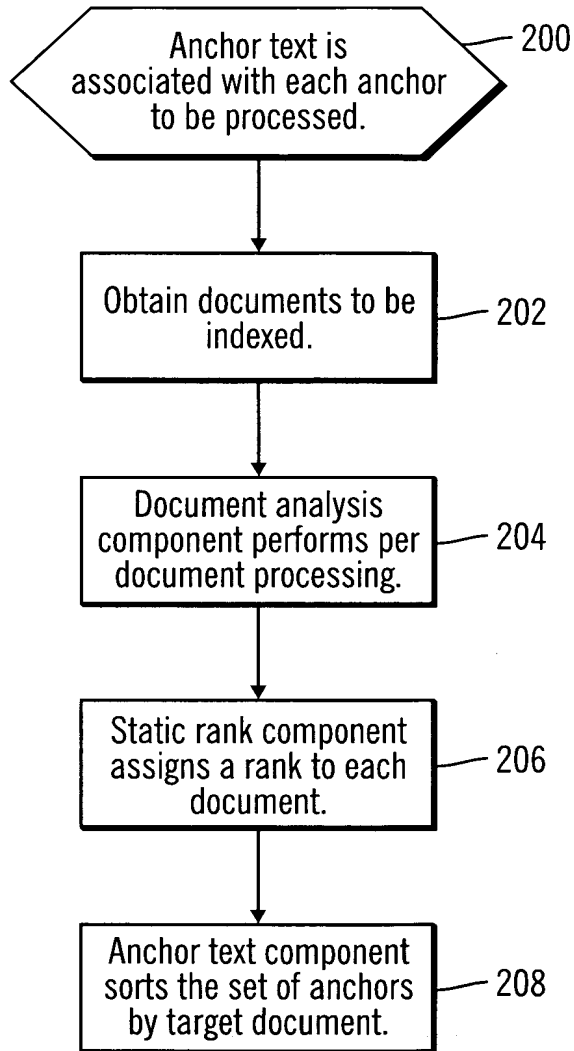 Anchor text is
associated with each anchor
to be processed.
200
Obtain documents to be
indexed.
202
Document analysis
component performs per
document processing.
204
Static rank component
assigns a rank to each
document.
206
Anchor text component
sorts the set of anchors
by target document.
208